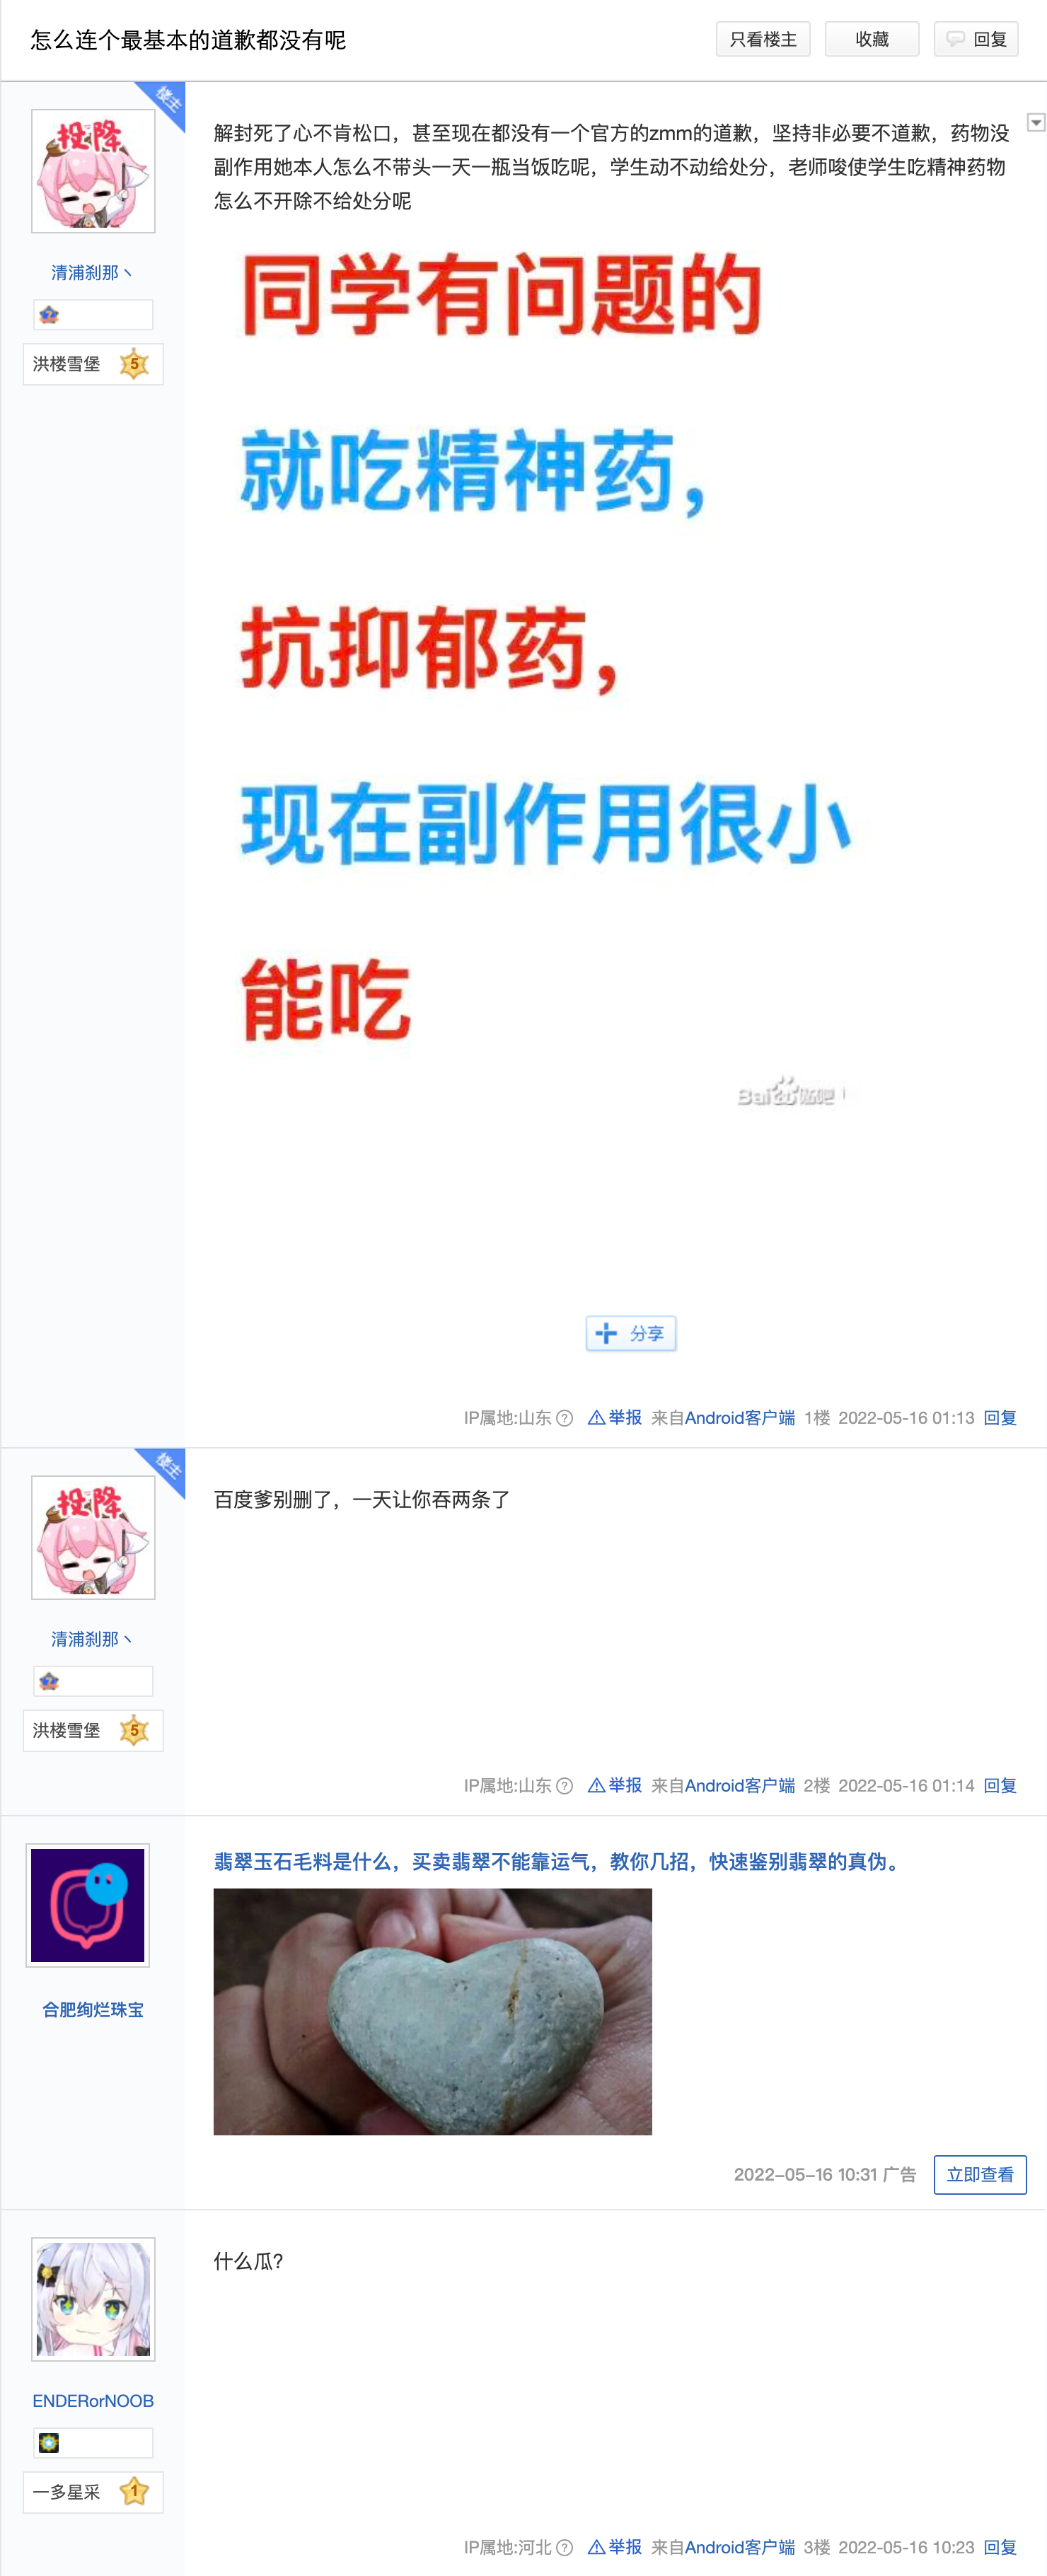 怎么连个最基本的道歉都没有呢
只看楼主
收藏
回复
楼主
投降
清浦刹那丶
7
洪楼雪堡 5
解封死了心不肯松口，甚至现在都没有一个官方的zmm的道歉，坚持非必要不道歉，药物没
副作用她本人怎么不带头一天一瓶当饭吃呢，学生动不动给处分，老师唆使学生吃精神药物
怎么不开除不给处分呢
同学有问题的
就吃精神药，
抗抑郁药，
现在副作用很小
能吃
Bai 贴吧
分享
IP属地:山东 举报 来自Android客户端 1楼 2022-05-16 01:13 回复
楼主
投降
清浦刹那丶
7
洪楼雪堡 5
百度爹别删了，一天让你吞两条了
IP属地:山东 举报 来自Android客户端 2楼 2022-05-16 01:14 回复
合肥绚烂珠宝
翡翠玉石毛料是什么，买卖翡翠不能靠运气，教你几招，快速鉴别翡翠的真伪。
2022-05-16 10:31 广告 立即查看
ENDERorNOOB
一多星采 1
什么瓜?
IP属地:河北 举报 来自Android客户端 3楼 2022-05-16 10:23 回复